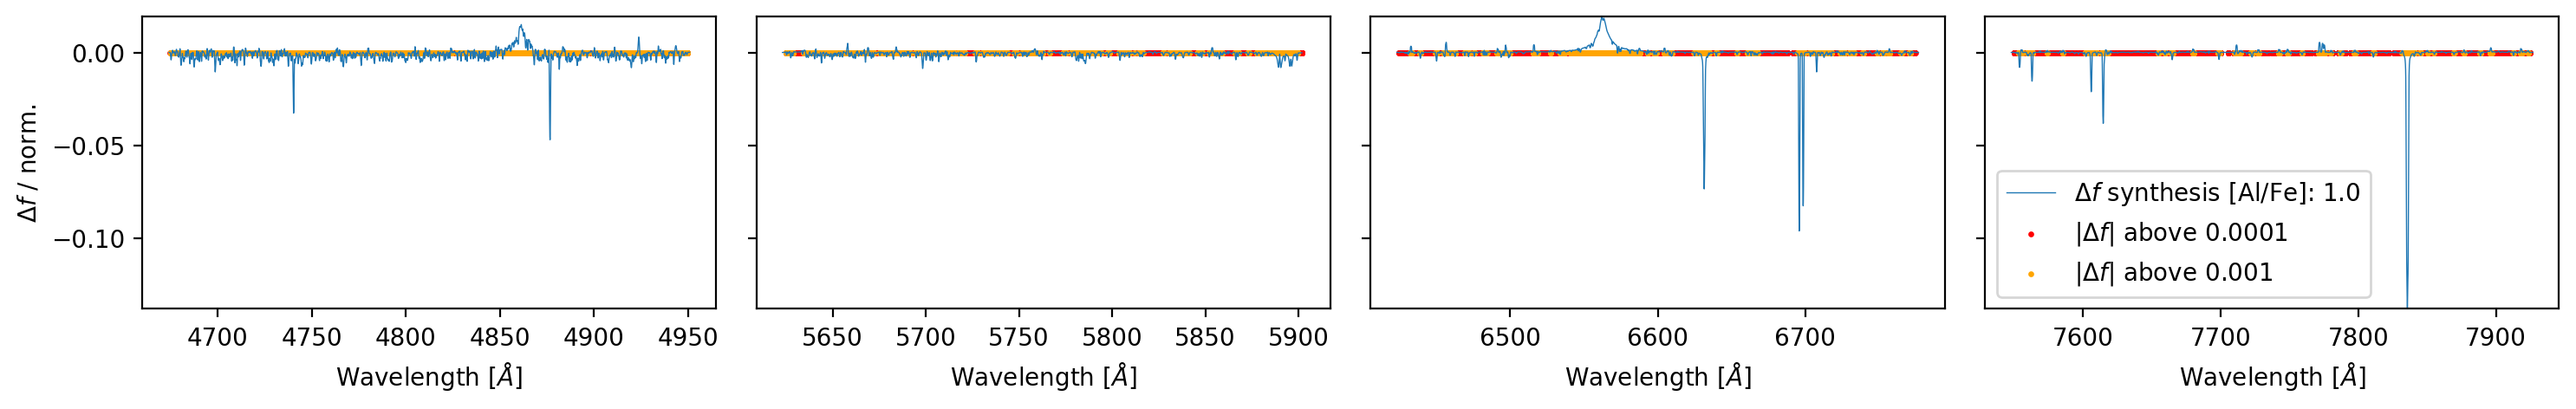 Δf / norm.
0.00
−0.05
−0.10
4700 4750 4800 4850 4900 4950
Wavelength [Å]
5650 5700 5750 5800 5850 5900
Wavelength [Å]
6500 6600 6700
Wavelength [Å]
Δf synthesis [Al/Fe]: 1.0
|Δf| above 0.0001
|Δf| above 0.001
7600 7700 7800 7900
Wavelength [Å]